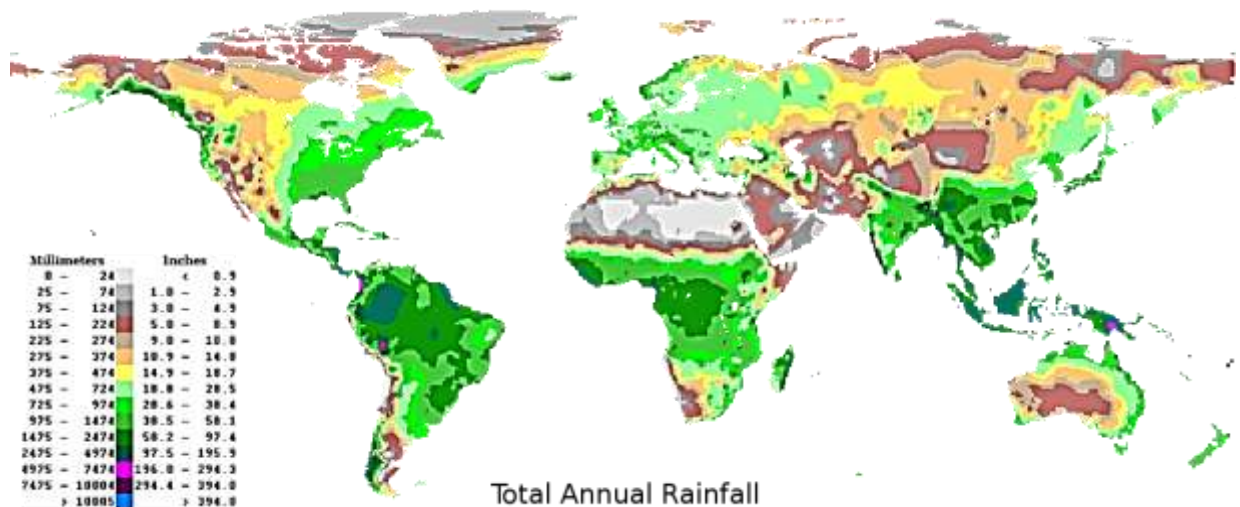 Millimeters Inches
0 - 24 < 0.9
25 - 74 1.0 - 2.9
75 - 124 3.0 - 4.9
125 - 224 5.0 - 8.9
225 - 274 9.0 - 10.8
275 - 374 10.9 - 14.8
375 - 474 14.9 - 18.7
475 - 724 18.8 - 28.5
725 - 974 28.6 - 38.4
975 - 1474 38.5 - 58.1
1475 - 2474 58.2 - 97.4
2475 - 4974 97.5 - 195.9
4975 - 7474 196.0 - 294.3
7475 - 10004 294.4 - 394.0
> 10005 > 394.0
Total Annual Rainfall